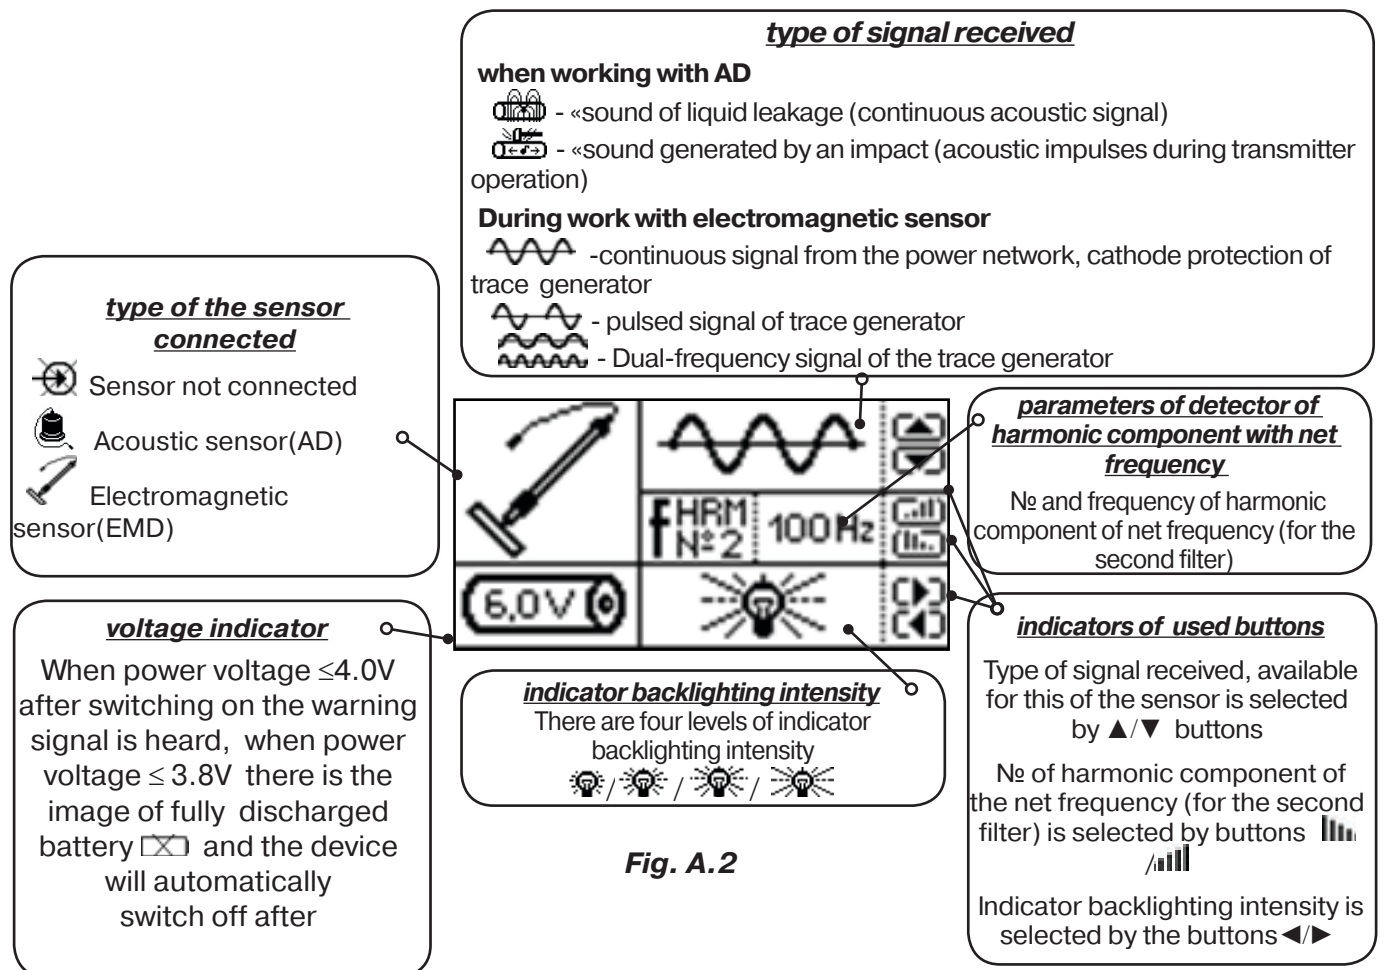 type of signal received
when working with AD
- «sound of liquid leakage (continuous acoustic signal)
- «sound generated by an impact (acoustic impulses during transmitter
operation)
During work with electromagnetic sensor
-continuous signal from the power network, cathode protection of
trace generator
- pulsed signal of trace generator
- Dual-frequency signal of the trace generator
type of the sensor
connected
Sensor not connected
Acoustic sensor(AD)
Electromagnetic
sensor(EMD)
f HRM
№2
100Hz
6,0V
parameters of detector of
harmonic component with net
frequency
№ and frequency of harmonic
component of net frequency (for the
second filter)
voltage indicator
When power voltage ≤4.0V
after switching on the warning
signal is heard, when power
voltage ≤ 3.8V there is the
image of fully discharged
battery and the device
will automatically
switch off after
indicator backlighting intensity
There are four levels of indicator
backlighting intensity
/ / /
Fig. A.2
indicators of used buttons
Type of signal received, available
for this of the sensor is selected
by ▲/▼ buttons
№ of harmonic component of
the net frequency (for the second
filter) is selected by buttons
/
Indicator backlighting intensity is
selected by the buttons ◄/►